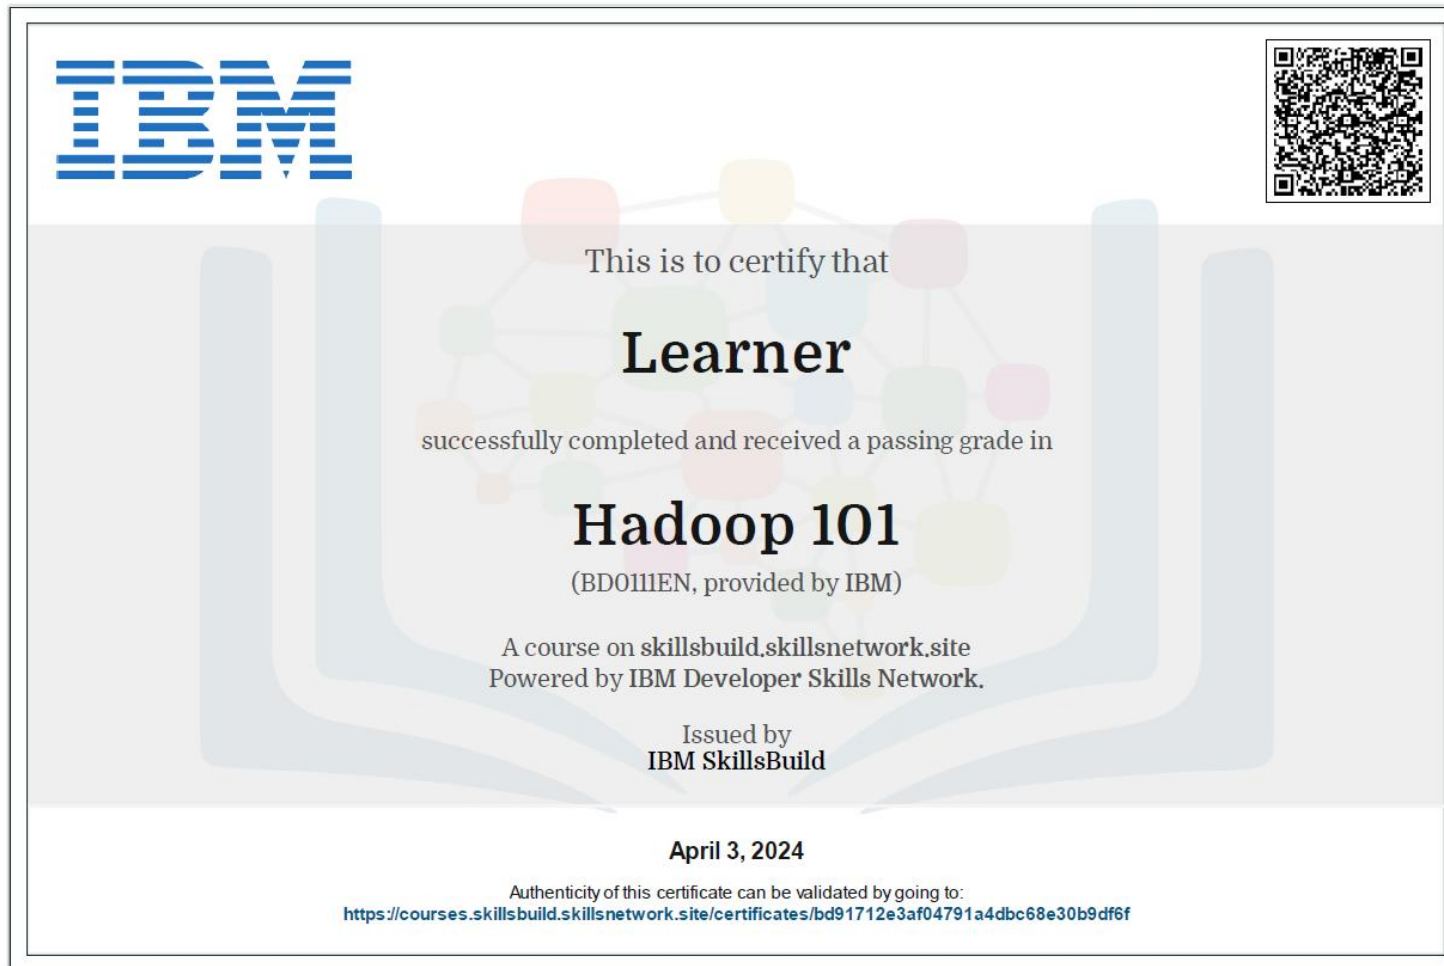 IBM
This is to certify that
Learner
successfully completed and received a passing grade in
Hadoop 101
(BD0111EN, provided by IBM)
A course on skillsbuild.skillsnetwork.site
Powered by IBM Developer Skills Network.
Issued by
IBM SkillsBuild
April 3, 2024
Authenticity of this certificate can be validated by going to:
https://courses.skillsbuild.skillsnetwork.site/certificates/bd91712e3af04791a4dbc68e30b9df6f